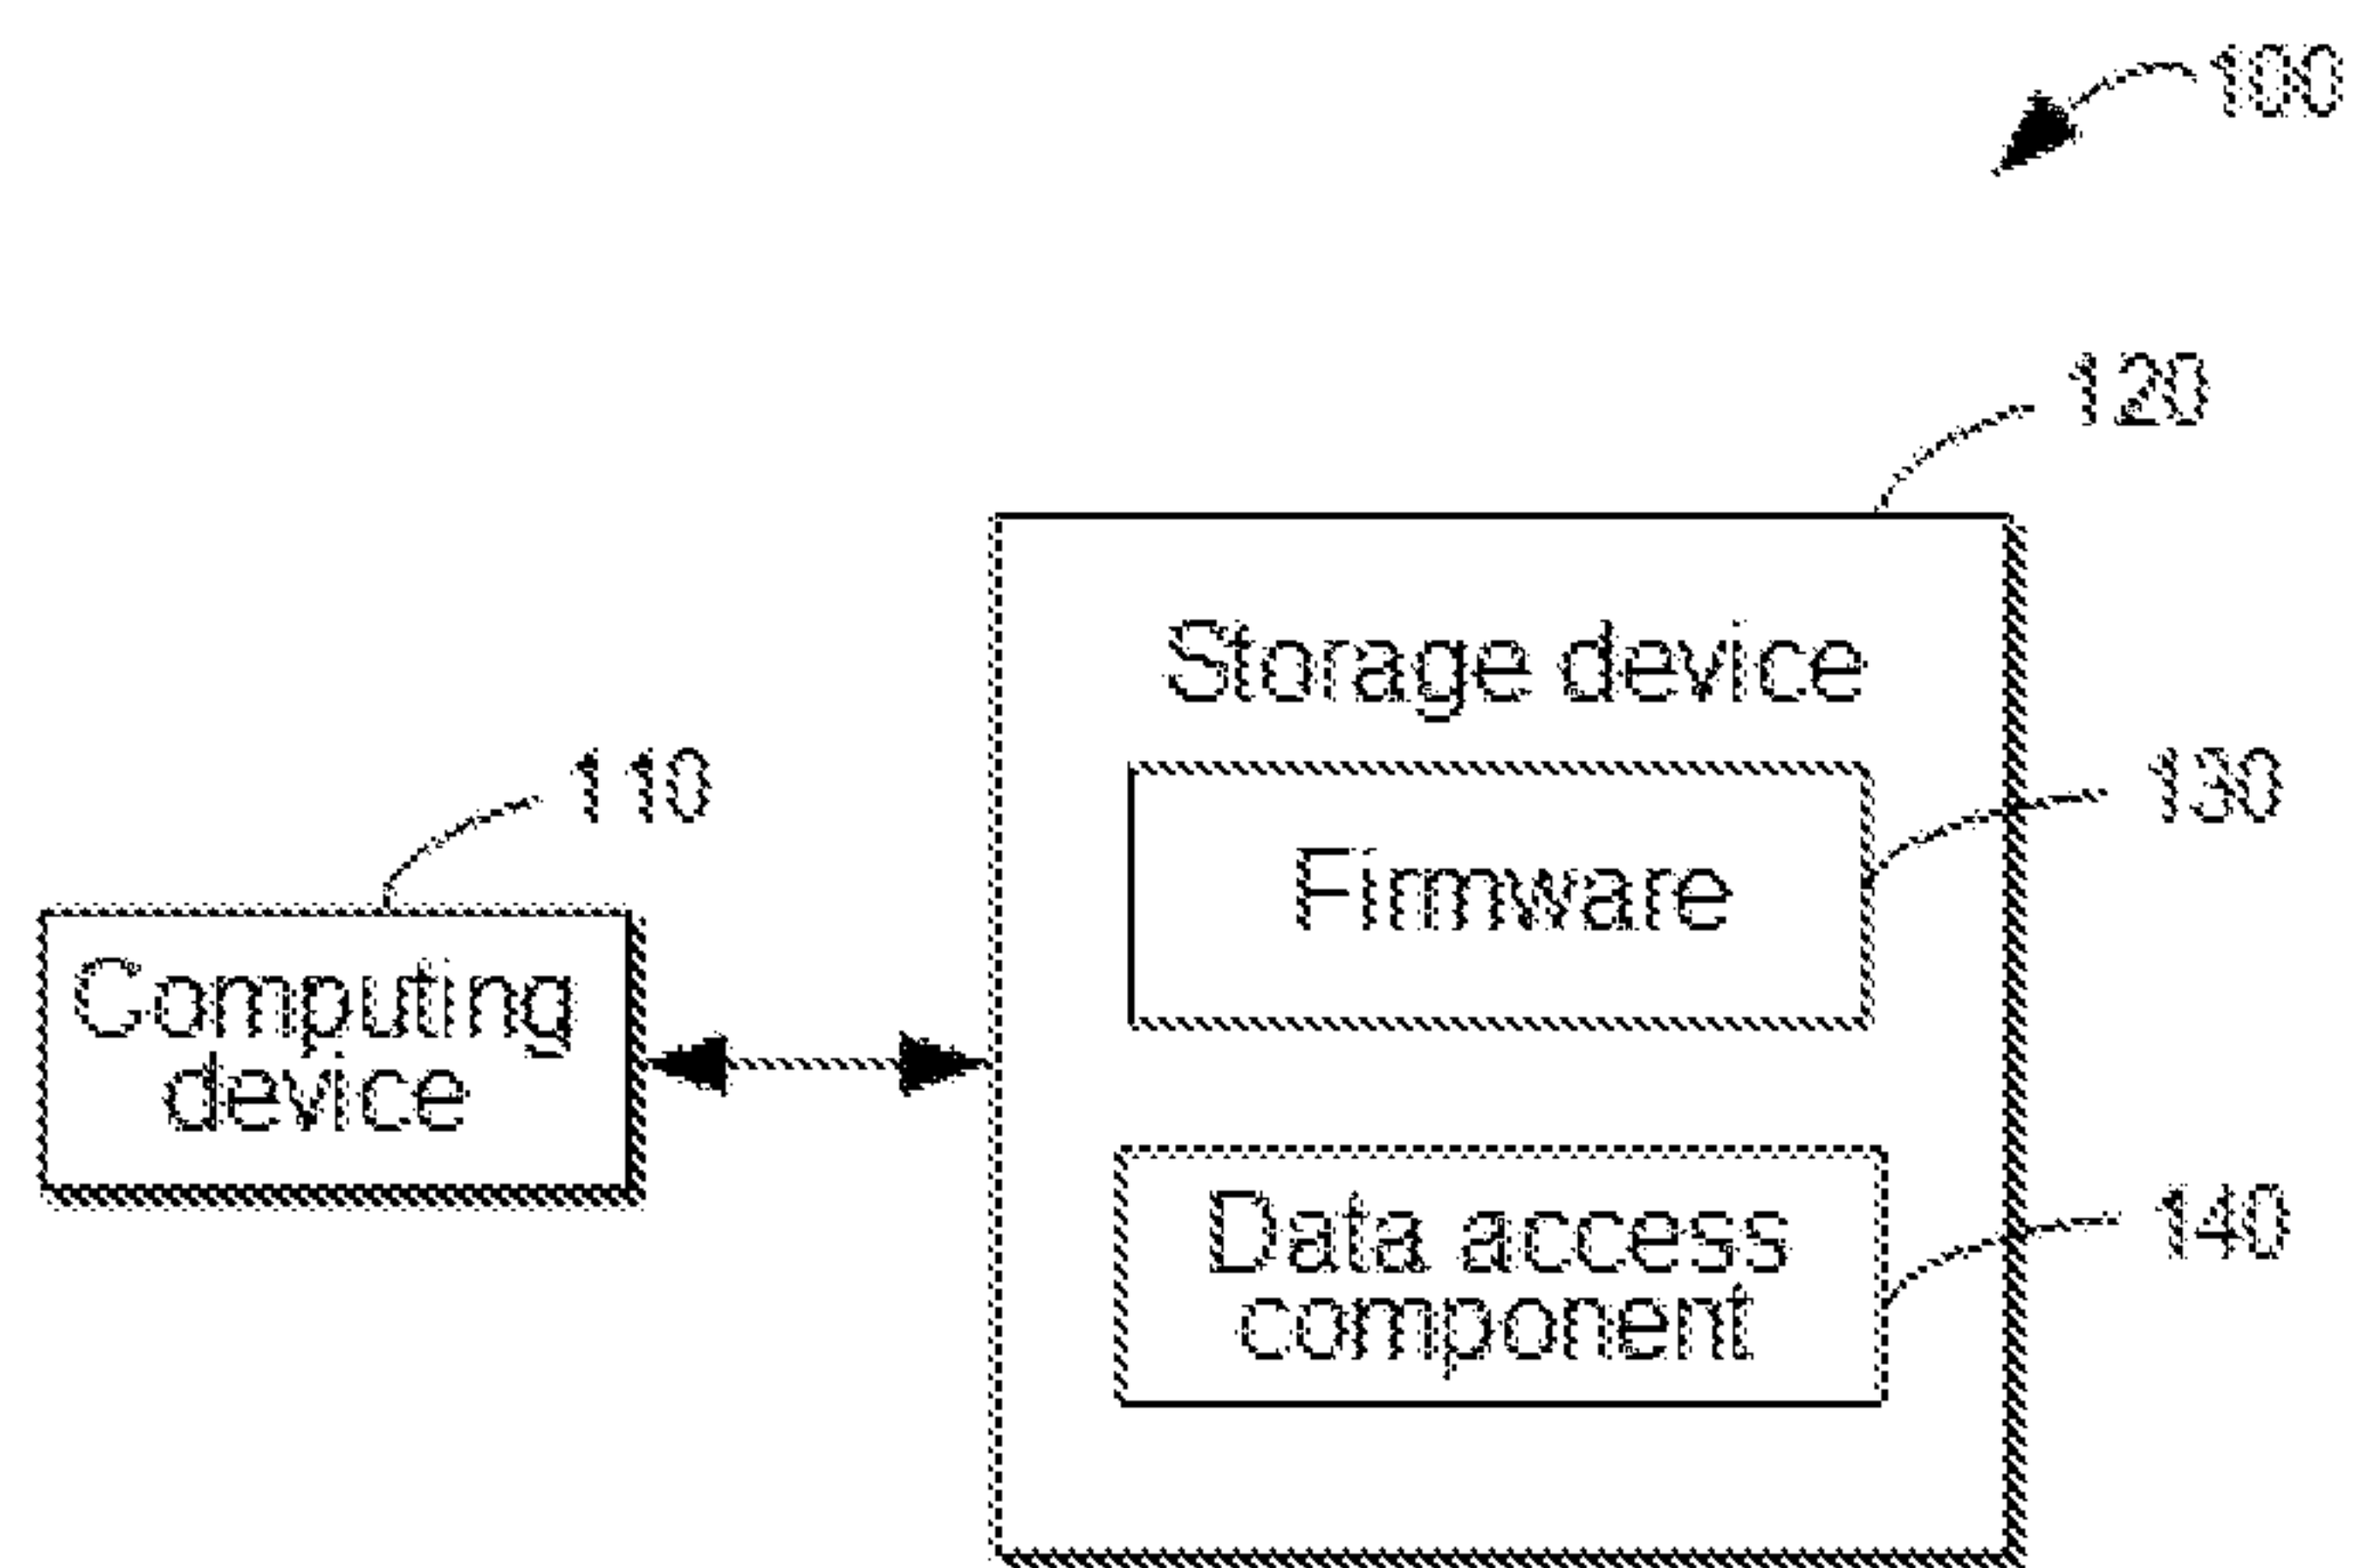 100
120
Storage device
110
130
Firmware
Computing
device
140
Data access
component